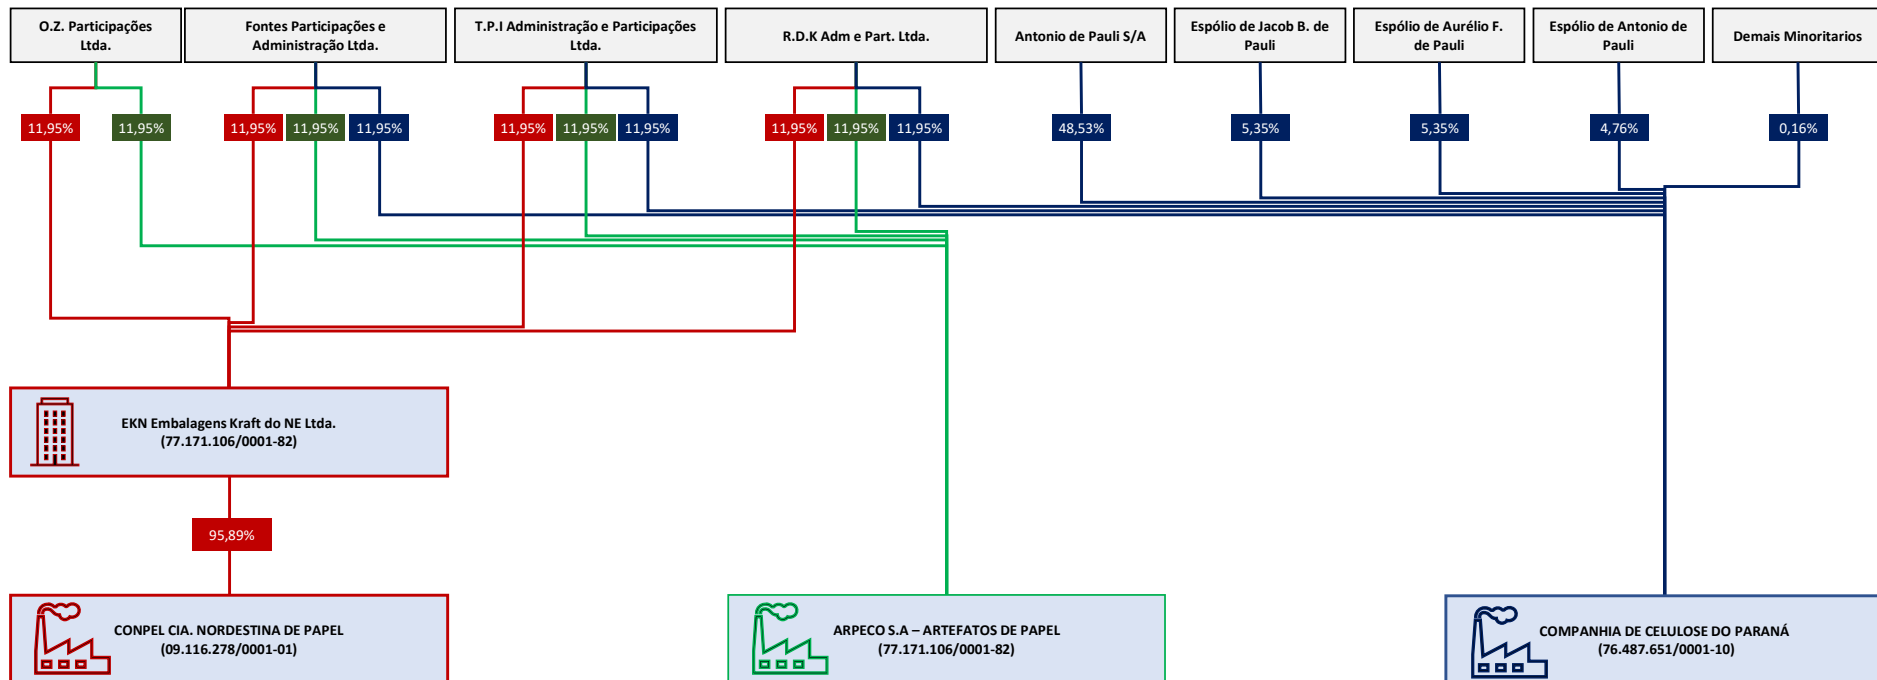 O.Z. Participações
Ltda.
Fontes Participações e
Administração Ltda.
T.P.I Administração e Participações
Ltda.
R.D.K Adm e Part. Ltda.
Antonio de Pauli S/A
Espólio de Jacob B. de
Pauli
Espólio de Aurélio F.
de Pauli
Espólio de Antonio de
Pauli
Demais Minoritarios
11,95%
11,95%
11,95%
11,95%
11,95%
11,95%
11,95%
11,95%
11,95%
11,95%
11,95%
48,53%
5,35%
5,35%
4,76%
0,16%
EKN Embalagens Kraft do NE Ltda.
(77.171.106/0001-82)
95,89%
CONPEL CIA. NORDESTINA DE PAPEL
(09.116.278/0001-01)
ARPECO S.A – ARTEFATOS DE PAPEL
(77.171.106/0001-82)
COMPANHIA DE CELULOSE DO PARANÁ
(76.487.651/0001-10)